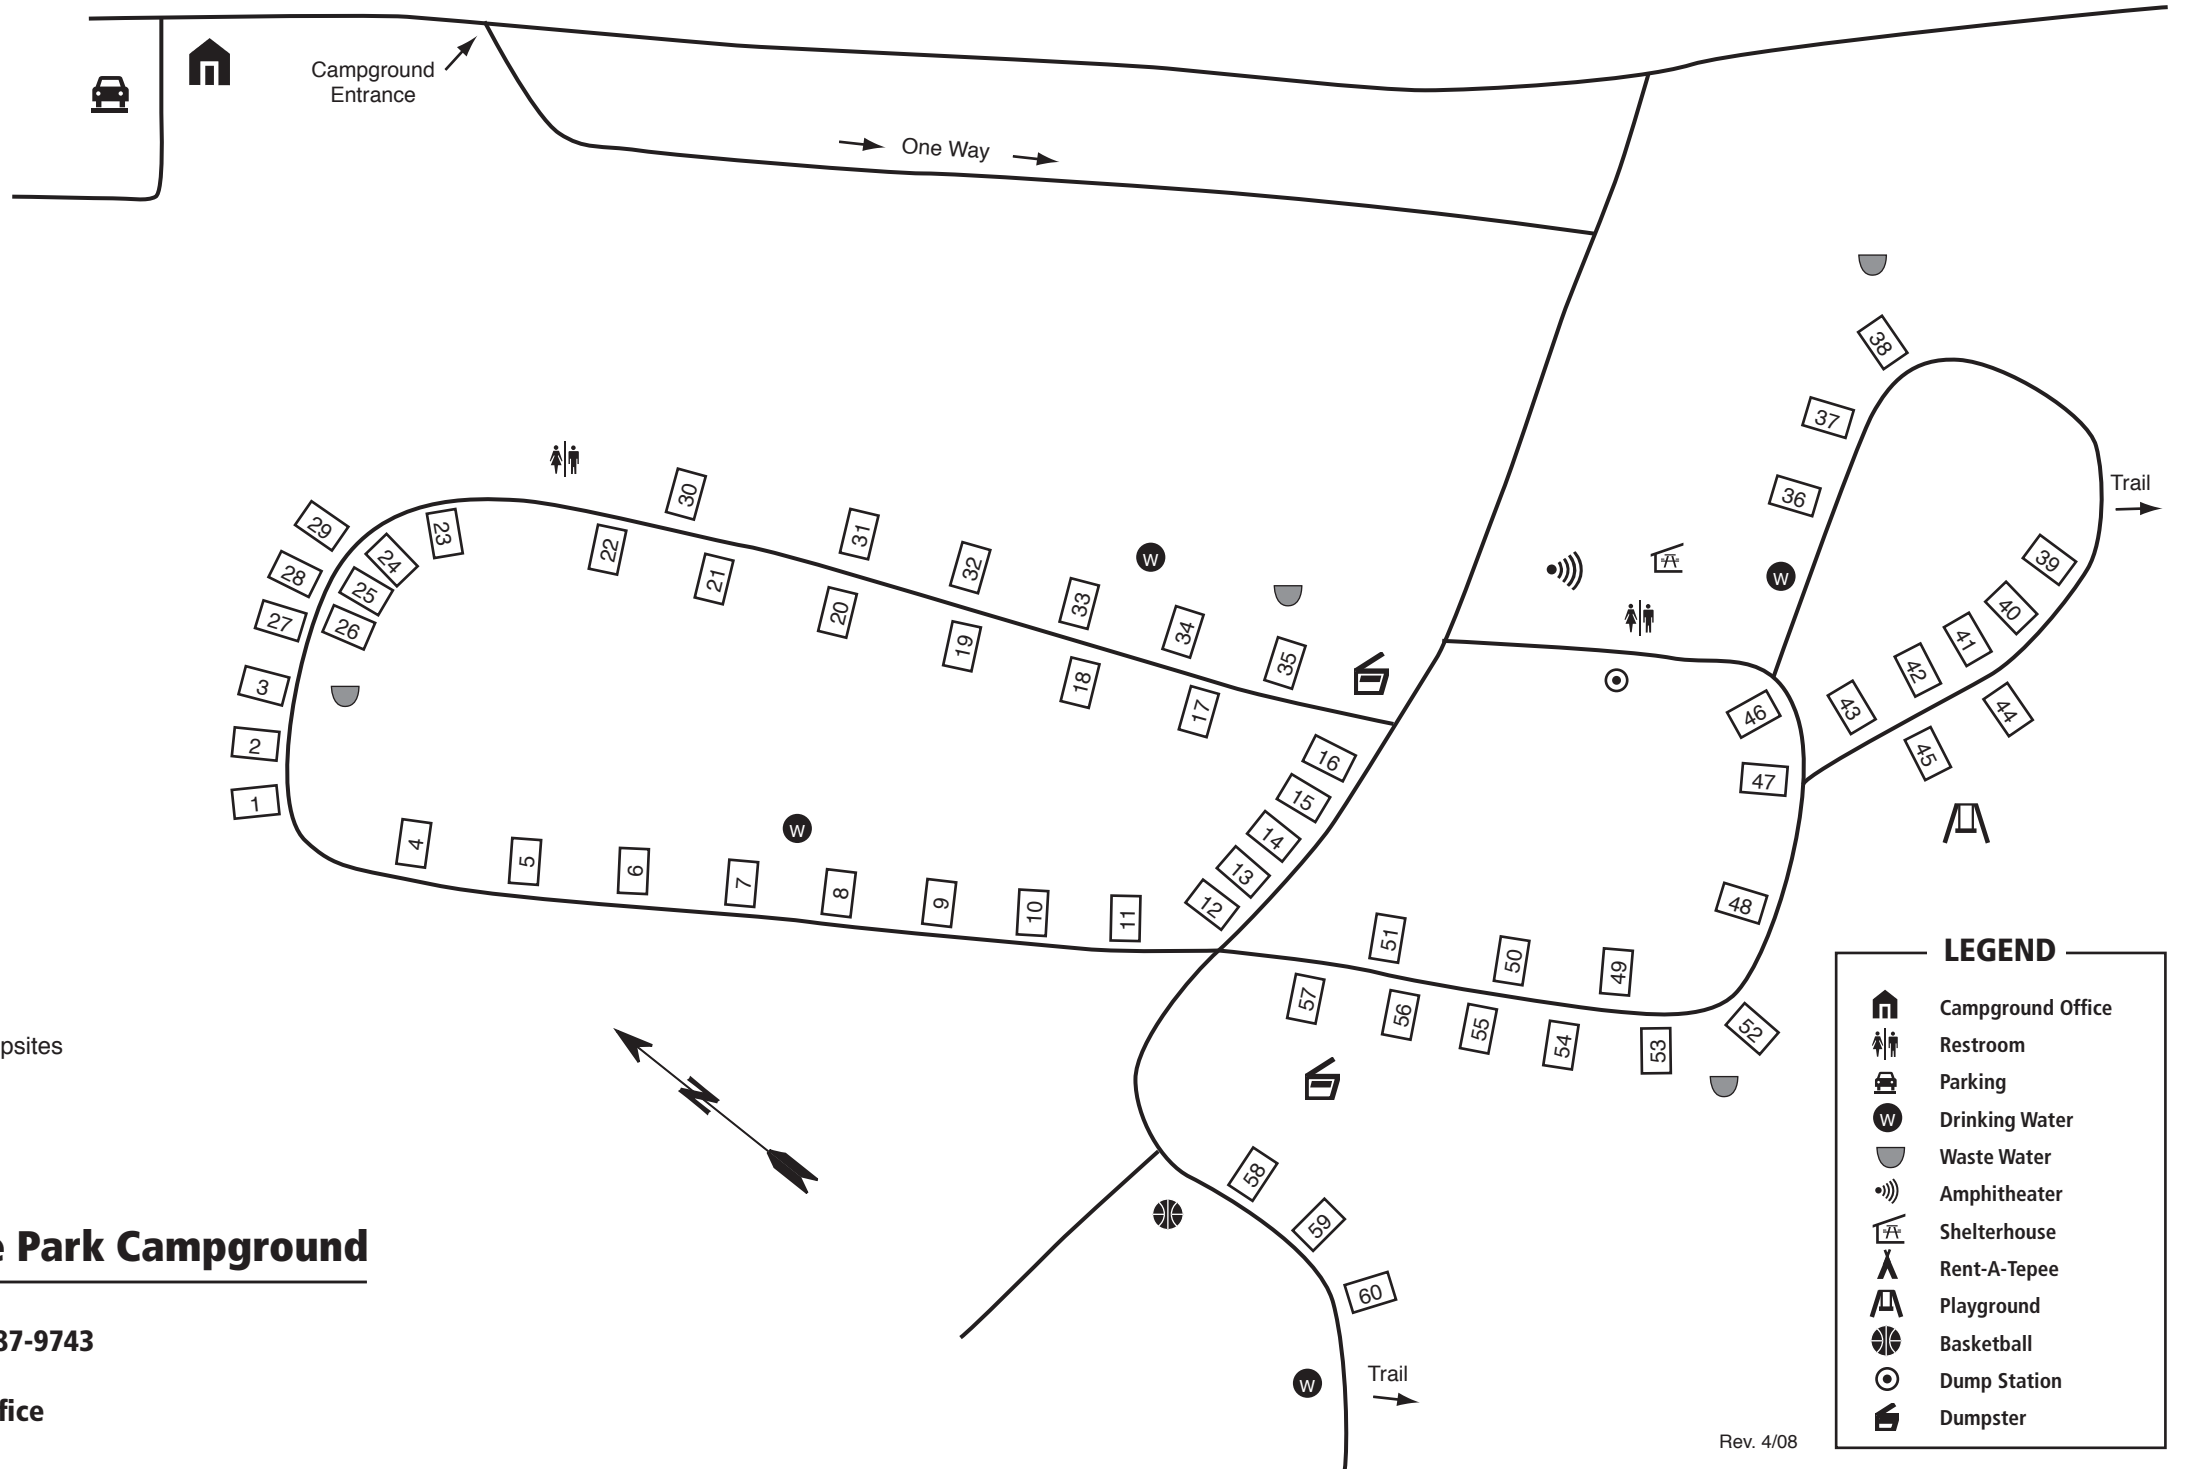 Campground
Entrance
One Way
38
37
36
Trail
30
29
23
31
22
28
24
32
21
W
W
39
25
33
20
40
27
26
34
41
19
35
42
3
18
43
44
17
46
2
45
16
47
1
15
W
14
4
5
6
13
7
8
48
9
12
10
11
51
50
49
57
56
52
55
54
53
58
59
60
W
Trail
N
psites
e Park Campground
37-9743
fice
LEGEND
Campground Office
Restroom
Parking
W Drinking Water
Waste Water
Amphitheater
Shelterhouse
Rent-A-Tepee
Playground
Basketball
Dump Station
Dumpster
Rev. 4/08